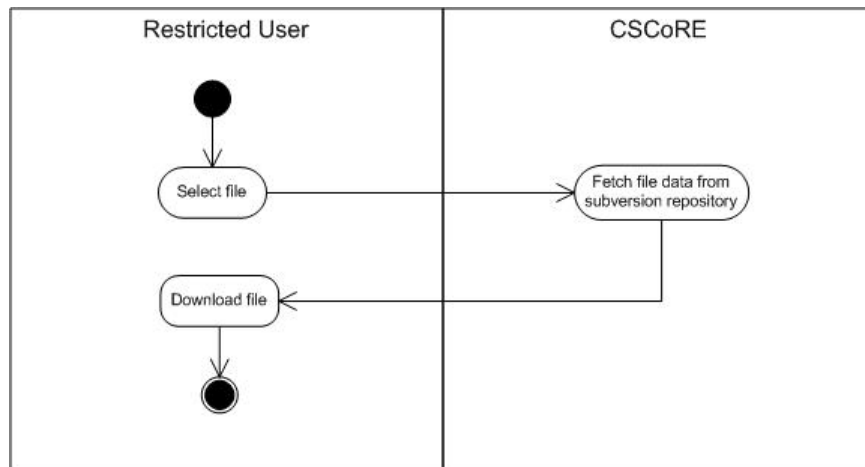 Restricted User
CSCoRE
Select file
Fetch file data from
subversion repository
Download file